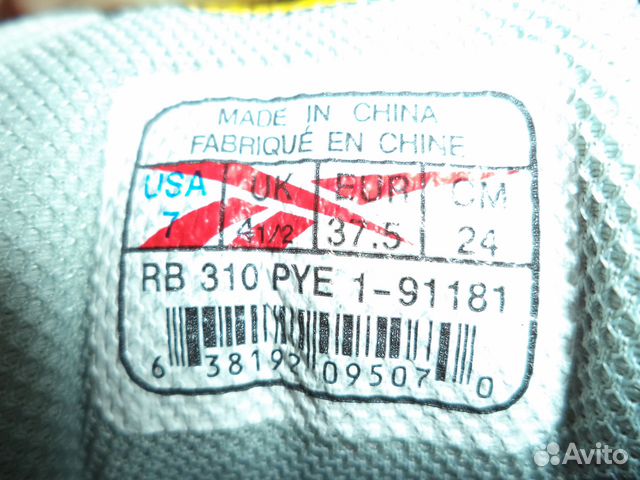 MADE IN CHINA
FABRIQUÉ EN CHINE
USA UK EUR CM
7 4 1/2 37.5 24
RB 310 PYE 1-91181
6 38192 09507 0
Avito